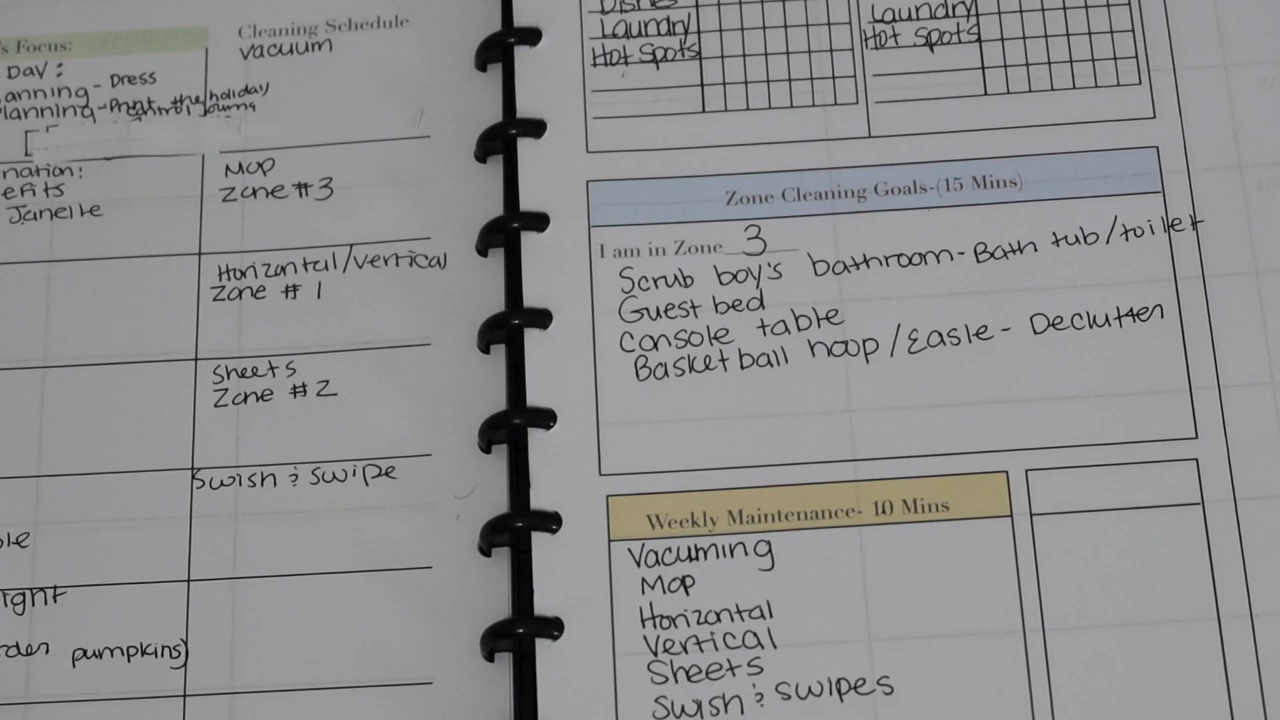 s Focus:
Day:
anning - Dress
lanning - Print the holiday
nation:
efits
Janelle
ole
ight
rden pumpkins)
Cleaning Schedule
vacuum
Mop
Zone #3
Horizontal/vertical
Zone # 1
Sheets
Zone #2
Swish & swipe
Dishes
Laundry
Hot Spots
Laundry
Hot Spots
Zone Cleaning Goals-(15 Mins)
I am in Zone 3
Scrub boy's bathroom - Bath tub/toilet
Guest bed
console table
Basketball hoop/Easle - Declutter
Weekly Maintenance- 10 Mins
Vacuming
Mop
Horizontal
Vertical
Sheets
Swish & swipes